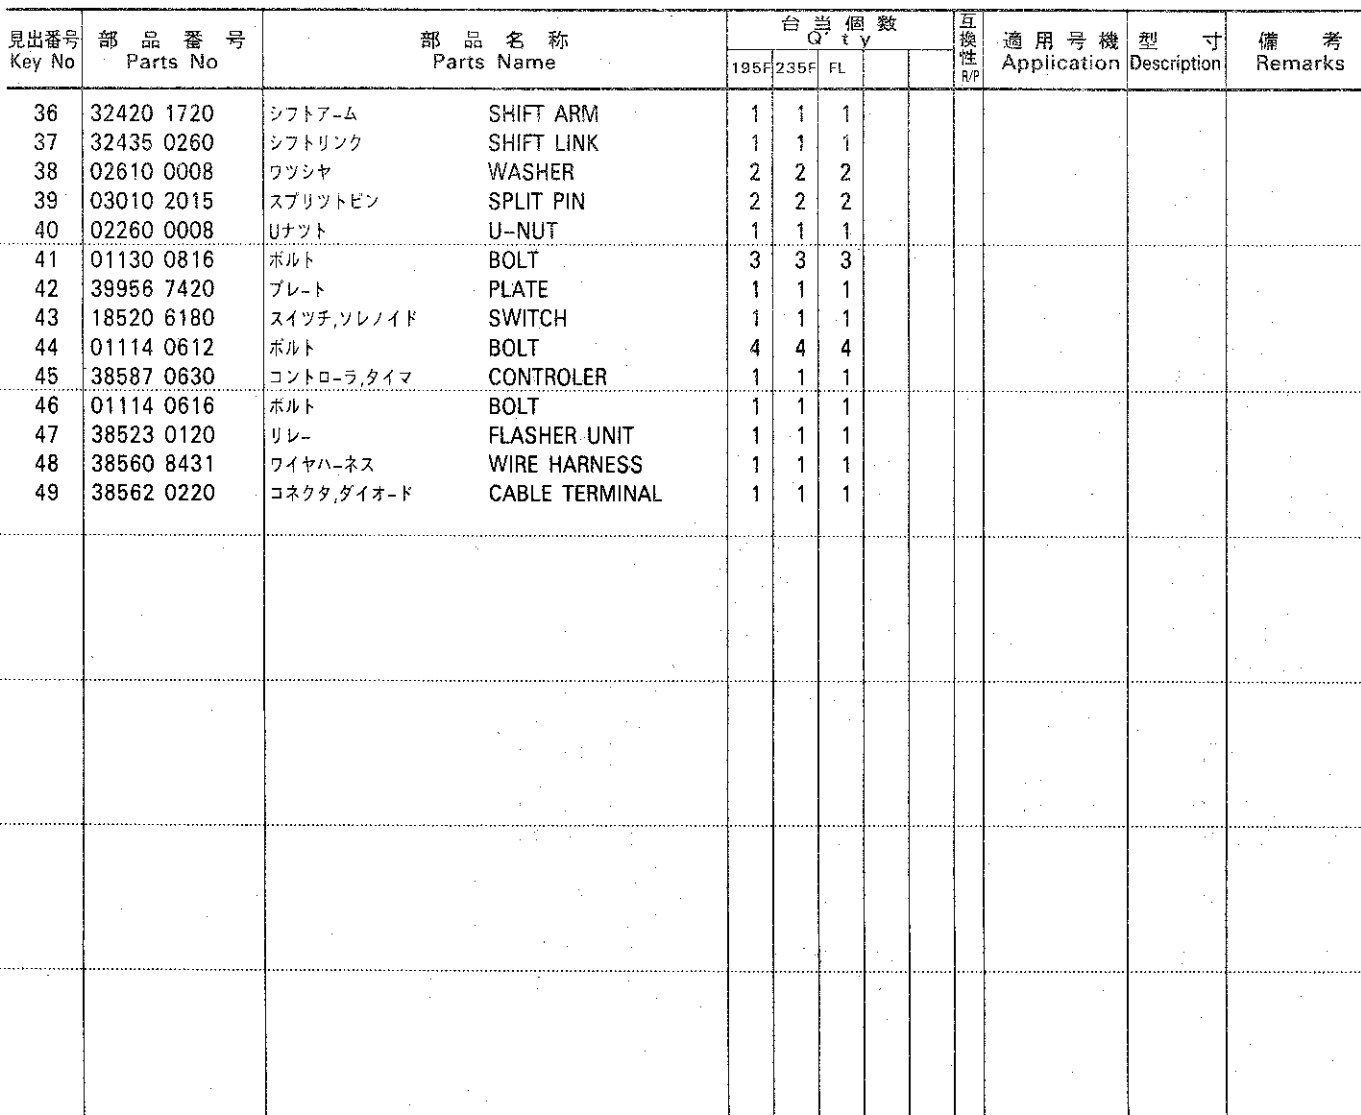 見出番号 部品番号 部品名称 台当個数 互換性 適用号機 型寸 備考
Key No Parts No Parts Name Q'ty R/P Application Description Remarks
195F 235F FL
36 32420 1720 シフトアーム SHIFT ARM 1 1 1
37 32435 0260 シフトリンク SHIFT LINK 1 1 1
38 02610 0008 ワツシヤ WASHER 2 2 2
39 03010 2015 スプリツトピン SPLIT PIN 2 2 2
40 02260 0008 Uナツト U-NUT 1 1 1
41 01130 0816 ボルト BOLT 3 3 3
42 39956 7420 プレート PLATE 1 1 1
43 18520 6180 スイツチ,ソレノイド SWITCH 1 1 1
44 01114 0612 ボルト BOLT 4 4 4
45 38587 0630 コントローラ,タイマ CONTROLER 1 1 1
46 01114 0616 ボルト BOLT 1 1 1
47 38523 0120 リレー FLASHER UNIT 1 1 1
48 38560 8431 ワイヤハーネス WIRE HARNESS 1 1 1
49 38562 0220 コネクタ,ダイオード CABLE TERMINAL 1 1 1